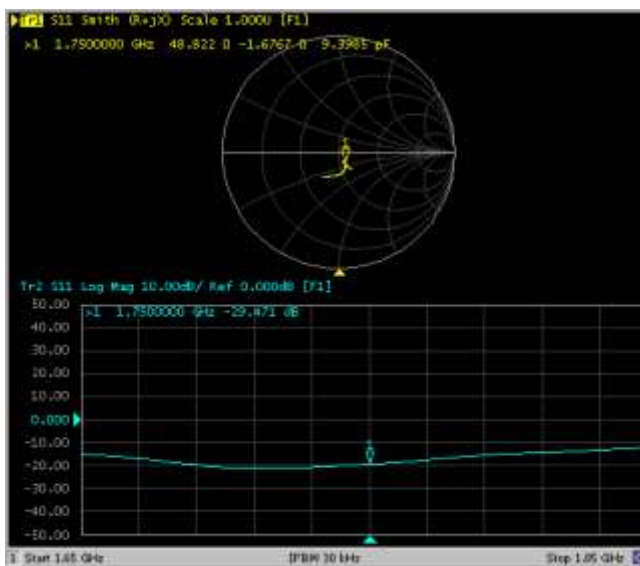 Tr1 S11 Smith (R+jX) Scale 1.000U [F1]
>1 1.7500000 GHz 48.822 Ω -1.6767 Ω 9.3985 pF
Tr2 S11 Log Mag 10.00dB/ Ref 0.000dB [F1]
50.00
>1 1.7500000 GHz -29.471 dB
40.00
30.00
20.00
10.00
0.000
-10.00
-20.00
-30.00
-40.00
-50.00
1 Start 1.65 GHz IFBW 30 kHz Stop 1.85 GHz